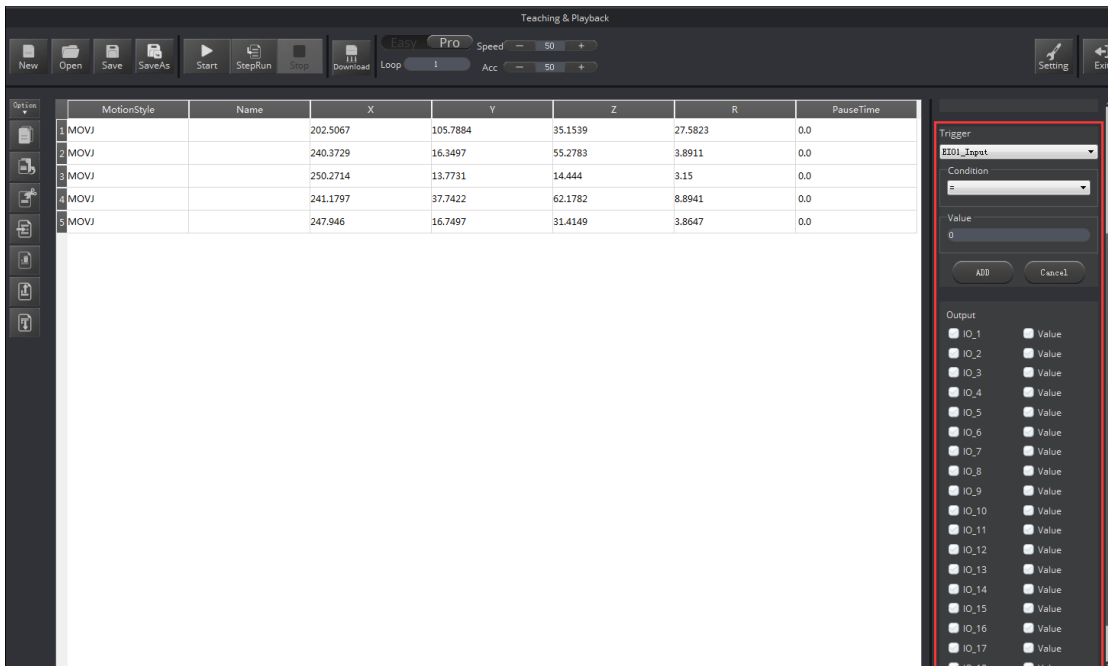 Teaching & Playback
New Open Save SaveAs Start StepRun Stop Download Easy Pro Loop 1 Speed — 50 + Acc — 50 + Setting Exit
Option
MotionStyle Name X Y Z R PauseTime
1 MOVJ 202.5067 105.7884 35.1539 27.5823 0.0
2 MOVJ 240.3729 16.3497 55.2783 3.8911 0.0
3 MOVJ 250.2714 13.7731 14.444 3.15 0.0
4 MOVJ 241.1797 37.7422 62.1782 8.8941 0.0
5 MOVJ 247.946 16.7497 31.4149 3.8647 0.0
Trigger
EIO1_Input
Condition
=
Value
0
ADD Cancel
Output
IO_1 Value
IO_2 Value
IO_3 Value
IO_4 Value
IO_5 Value
IO_6 Value
IO_7 Value
IO_8 Value
IO_9 Value
IO_10 Value
IO_11 Value
IO_12 Value
IO_13 Value
IO_14 Value
IO_15 Value
IO_16 Value
IO_17 Value